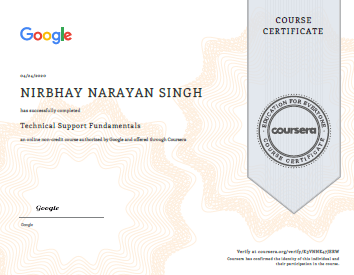 Google
COURSE
CERTIFICATE
04/04/2020
NIRBHAY NARAYAN SINGH
has successfully completed
Technical Support Fundamentals
an online non-credit course authorized by Google and offered through Coursera
EDUCATION FOR EVERYONE
coursera
COURSE CERTIFICATE
Google
Google
Verify at coursera.org/verify/
Coursera has confirmed the identity of this individual and
their participation in the course.